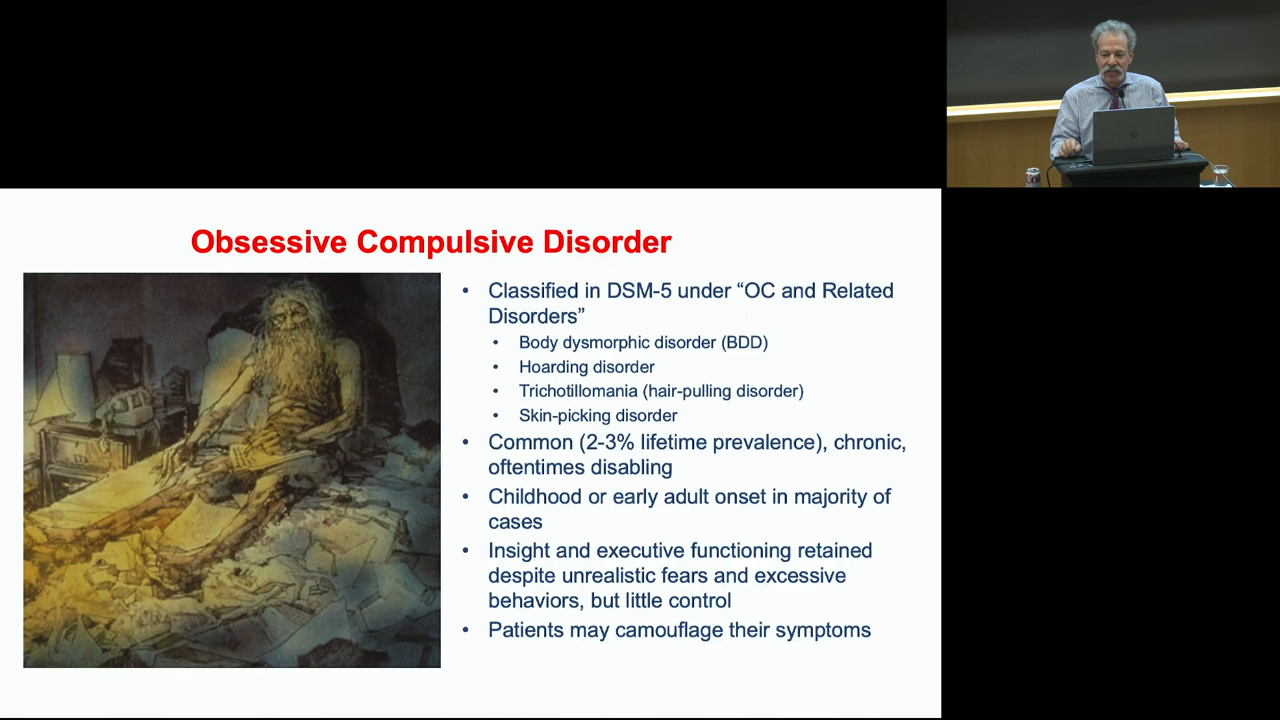 Obsessive Compulsive Disorder
• Classified in DSM-5 under “OC and Related
Disorders”
• Body dysmorphic disorder (BDD)
• Hoarding disorder
• Trichotillomania (hair-pulling disorder)
• Skin-picking disorder
• Common (2-3% lifetime prevalence), chronic,
oftentimes disabling
• Childhood or early adult onset in majority of
cases
• Insight and executive functioning retained
despite unrealistic fears and excessive
behaviors, but little control
• Patients may camouflage their symptoms